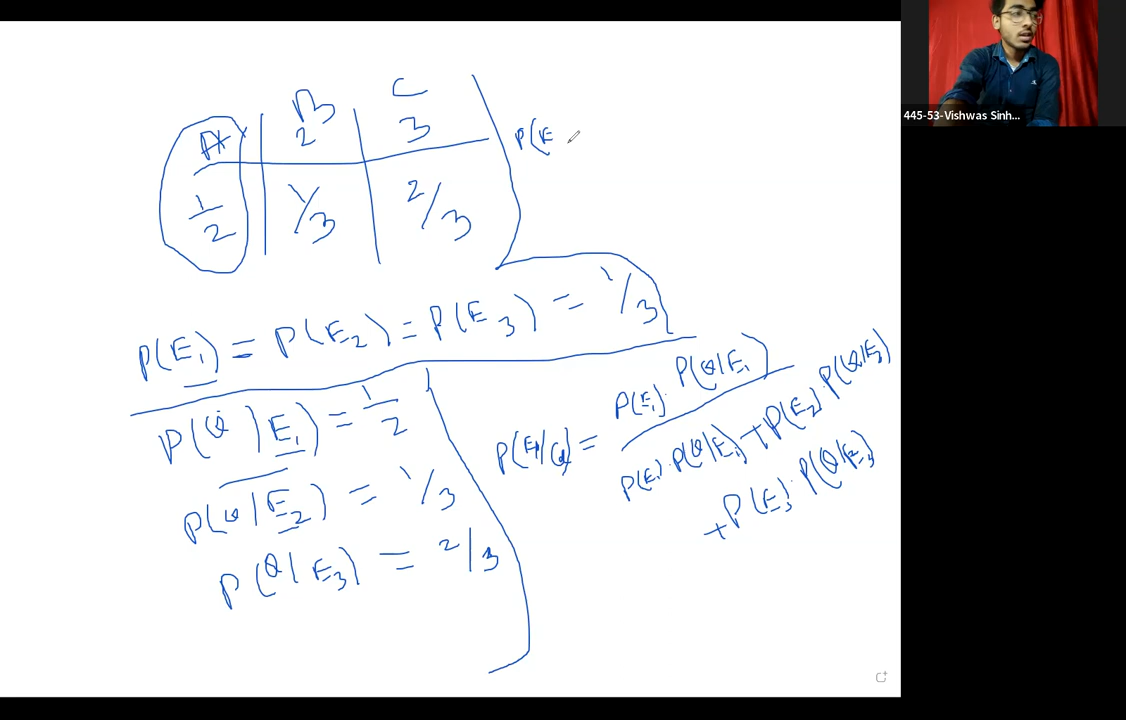 A B C
2 3
P(E
1/2 1/3 2/3
P(E₁) = P(E₂) = P(E₃) = 1/3
P(Q|E₁) = 1/2
P(Q|E₂) = 1/3
P(Q|E₃) = 2/3
P(E₁/Q) =
P(E₁) · P(Q|E₁)
P(E₁) · P(Q|E₁) + P(E₂) · P(Q|E₂)
+ P(E₃) · P(Q|E₃)
445-53-Vishwas Sinh...